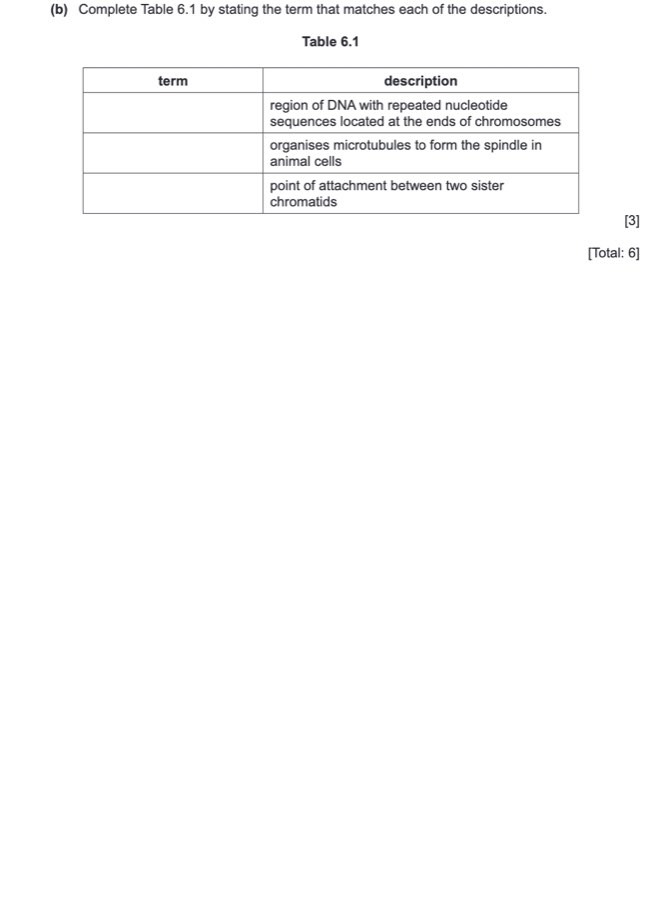 (b) Complete Table 6.1 by stating the term that matches each of the descriptions.
Table 6.1
term description
region of DNA with repeated nucleotide
sequences located at the ends of chromosomes
organises microtubules to form the spindle in
animal cells
point of attachment between two sister
chromatids
[3]
[Total: 6]